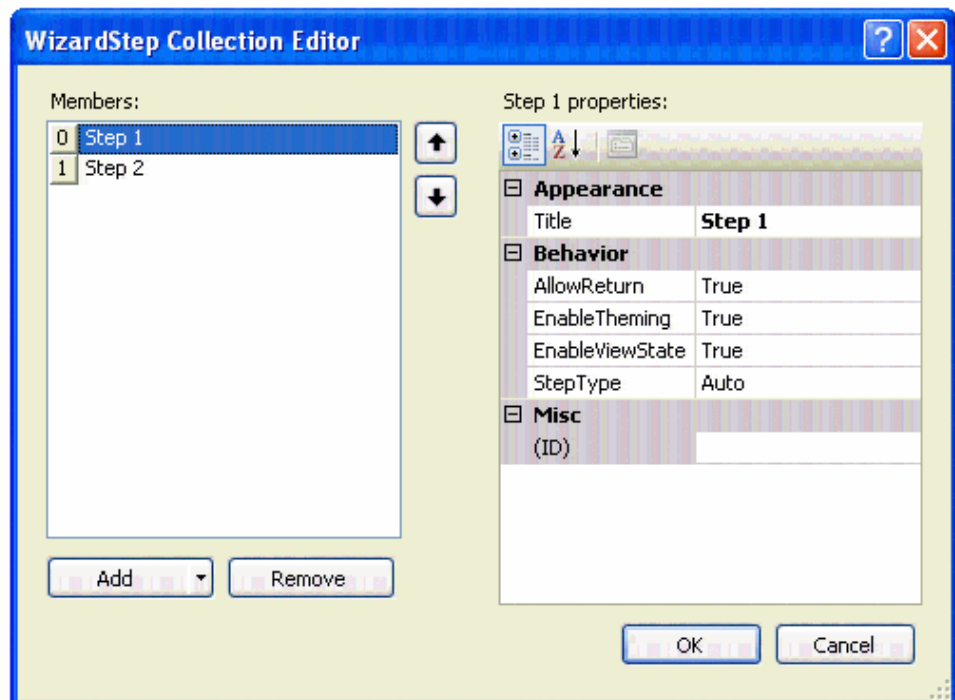 WizardStep Collection Editor
Members:
0 Step 1
1 Step 2
Add
Remove
Step 1 properties:
A
Z
Appearance
Title Step 1
Behavior
AllowReturn True
EnableTheming True
EnableViewState True
StepType Auto
Misc
(ID)
OK
Cancel